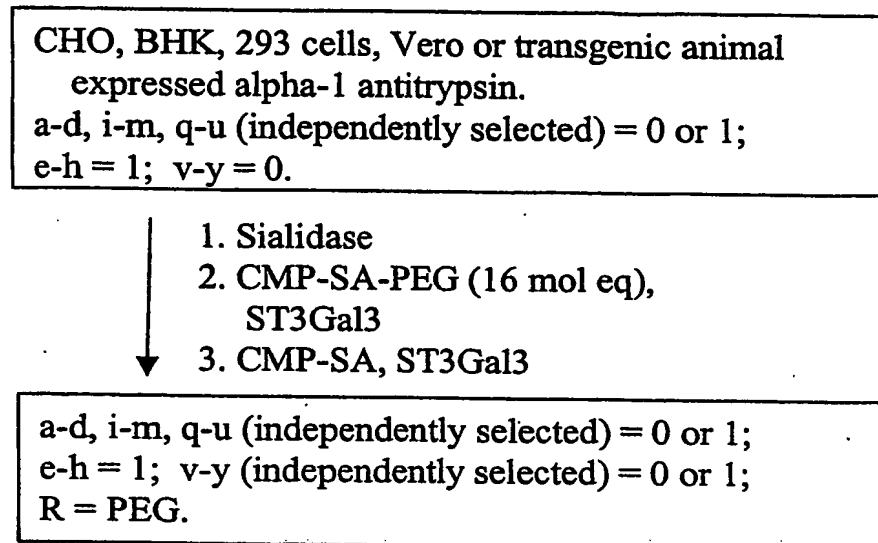 CHO, BHK, 293 cells, Vero or transgenic animal
expressed alpha-1 antitrypsin.
a-d, i-m, q-u (independently selected) = 0 or 1;
e-h = 1; v-y = 0.
1. Sialidase
2. CMP-SA-PEG (16 mol eq),
ST3Gal3
3. CMP-SA, ST3Gal3
a-d, i-m, q-u (independently selected) = 0 or 1;
e-h = 1; v-y (independently selected) = 0 or 1;
R = PEG.